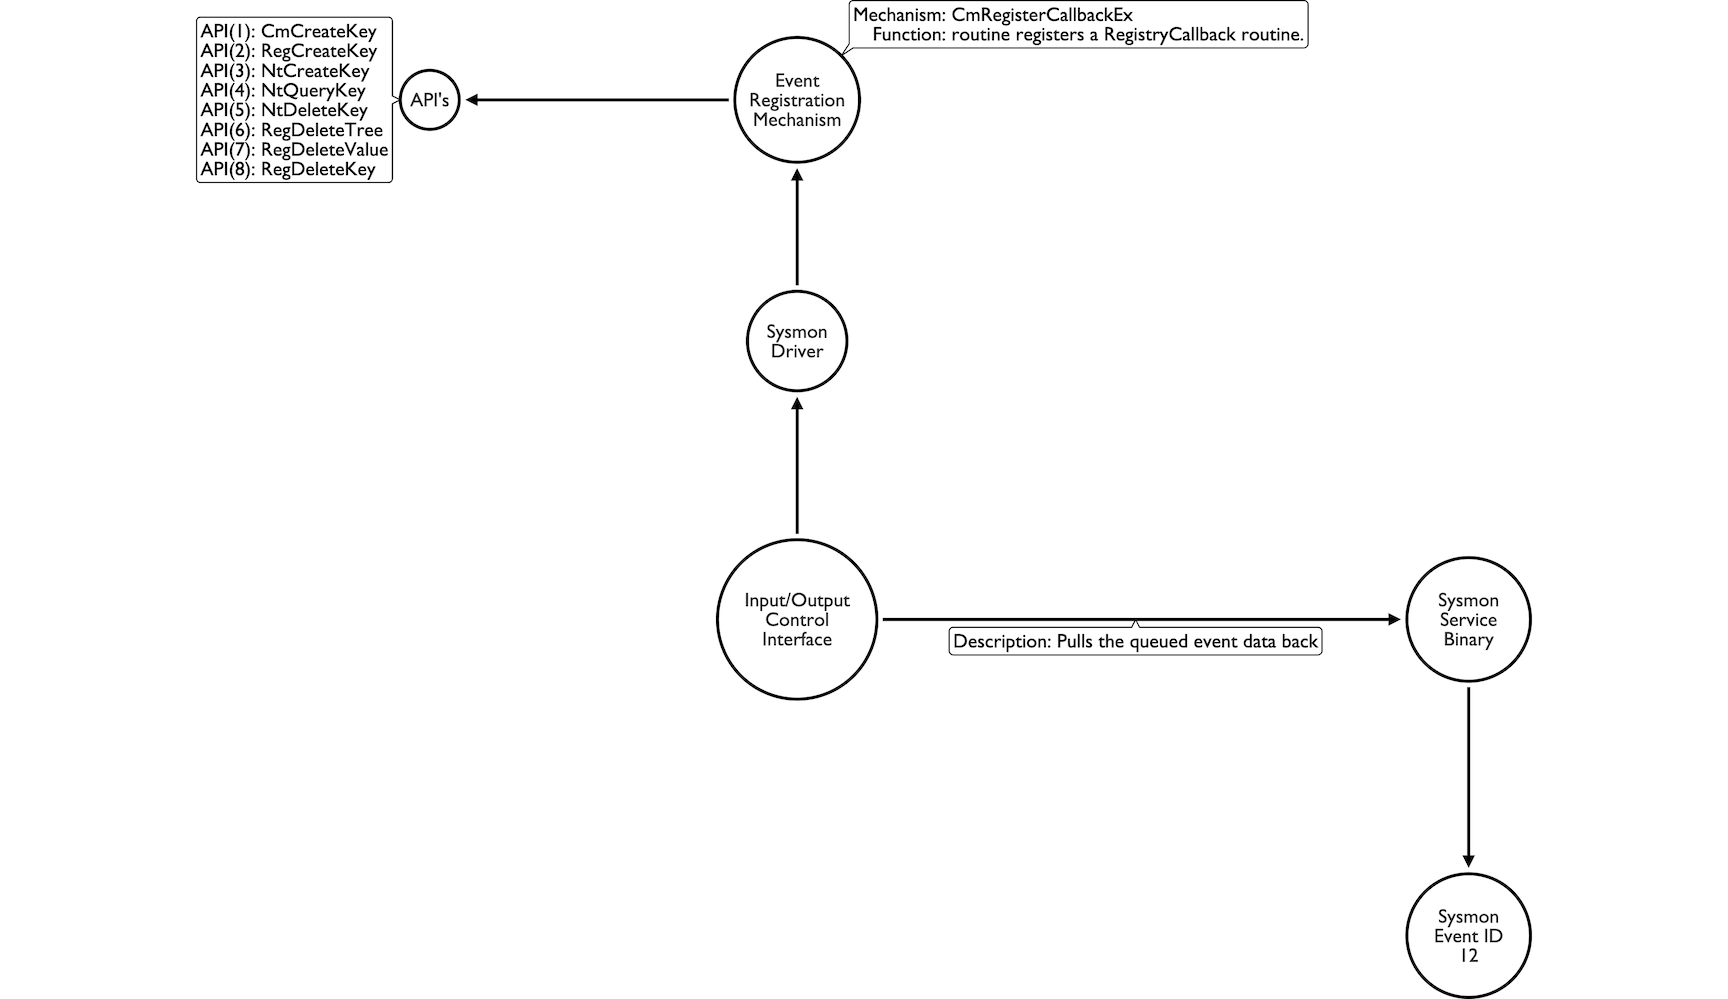 Mechanism: CmRegisterCallbackEx
Function: routine registers a RegistryCallback routine.
API(1): CmCreateKey
API(2): RegCreateKey
API(3): NtCreateKey
API(4): NtQueryKey
API(5): NtDeleteKey
API(6): RegDeleteTree
API(7): RegDeleteValue
API(8): RegDeleteKey
API's
Event
Registration
Mechanism
Sysmon
Driver
Input/Output
Control
Interface
Description: Pulls the queued event data back
Sysmon
Service
Binary
Sysmon
Event ID
12